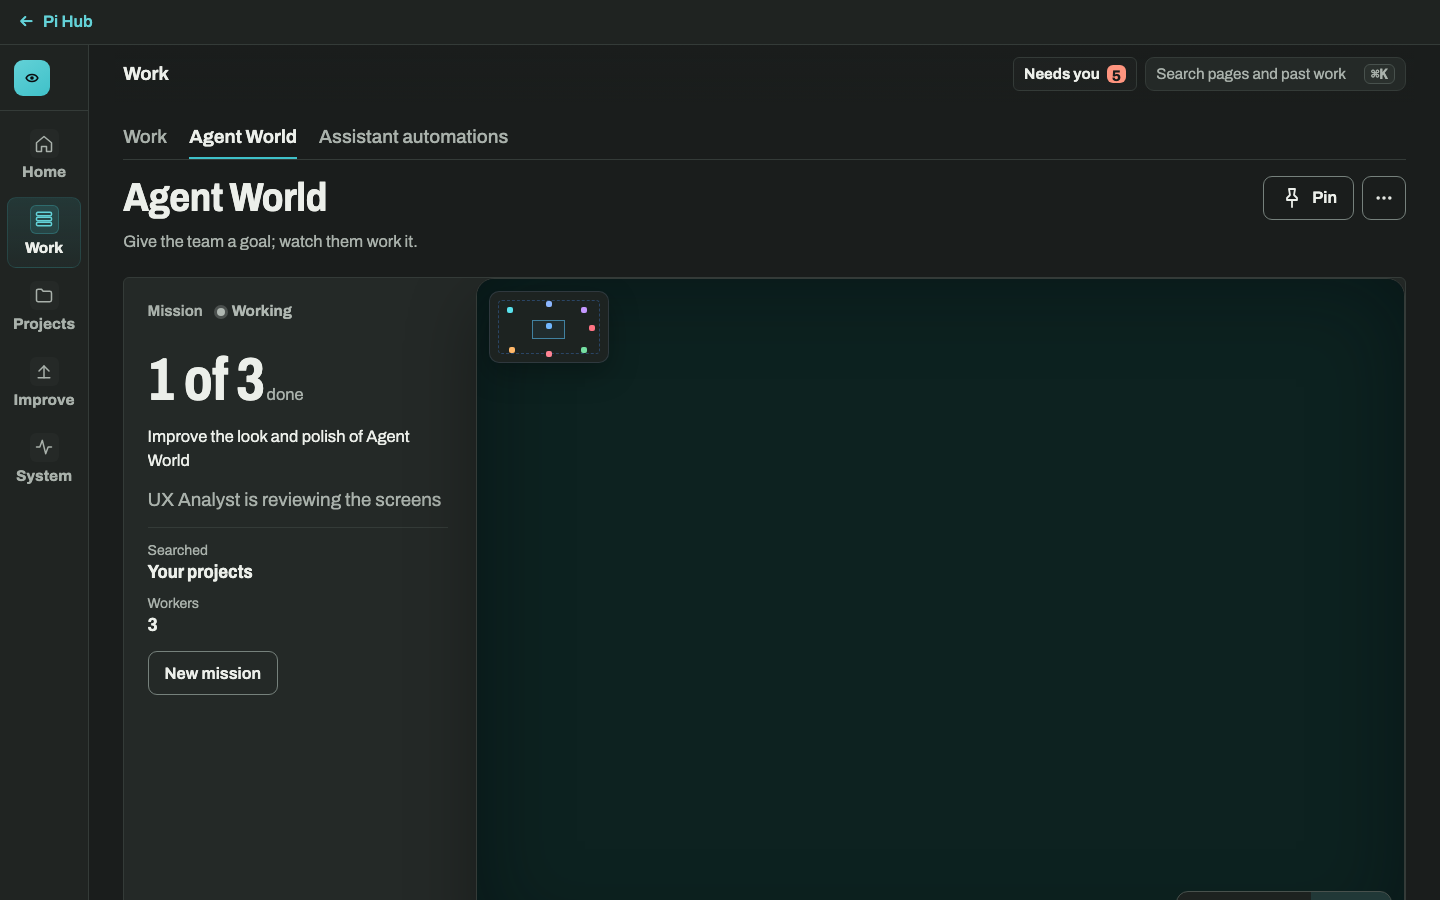 Pi Hub
Work
Needs you 5
Search pages and past work ⌘K
Home
Work
Projects
Improve
System
Work Agent World Assistant automations
Agent World
Pin
Give the team a goal; watch them work it.
Mission Working
1 of 3 done
Improve the look and polish of Agent
World
UX Analyst is reviewing the screens
Searched
Your projects
Workers
3
New mission